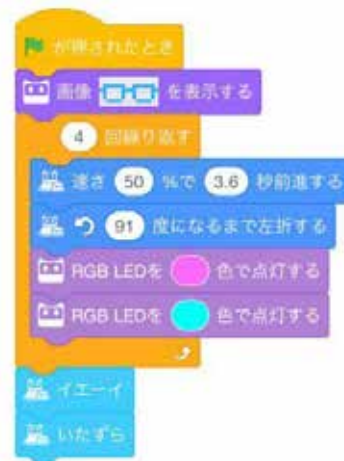 が押されたとき
画像 を表示する
4 回繰り返す
速さ 50 %で 3.6 秒前進する
91 度になるまで左折する
RGB LEDを 色で点灯する
RGB LEDを 色で点灯する
イエーイ
いたずら